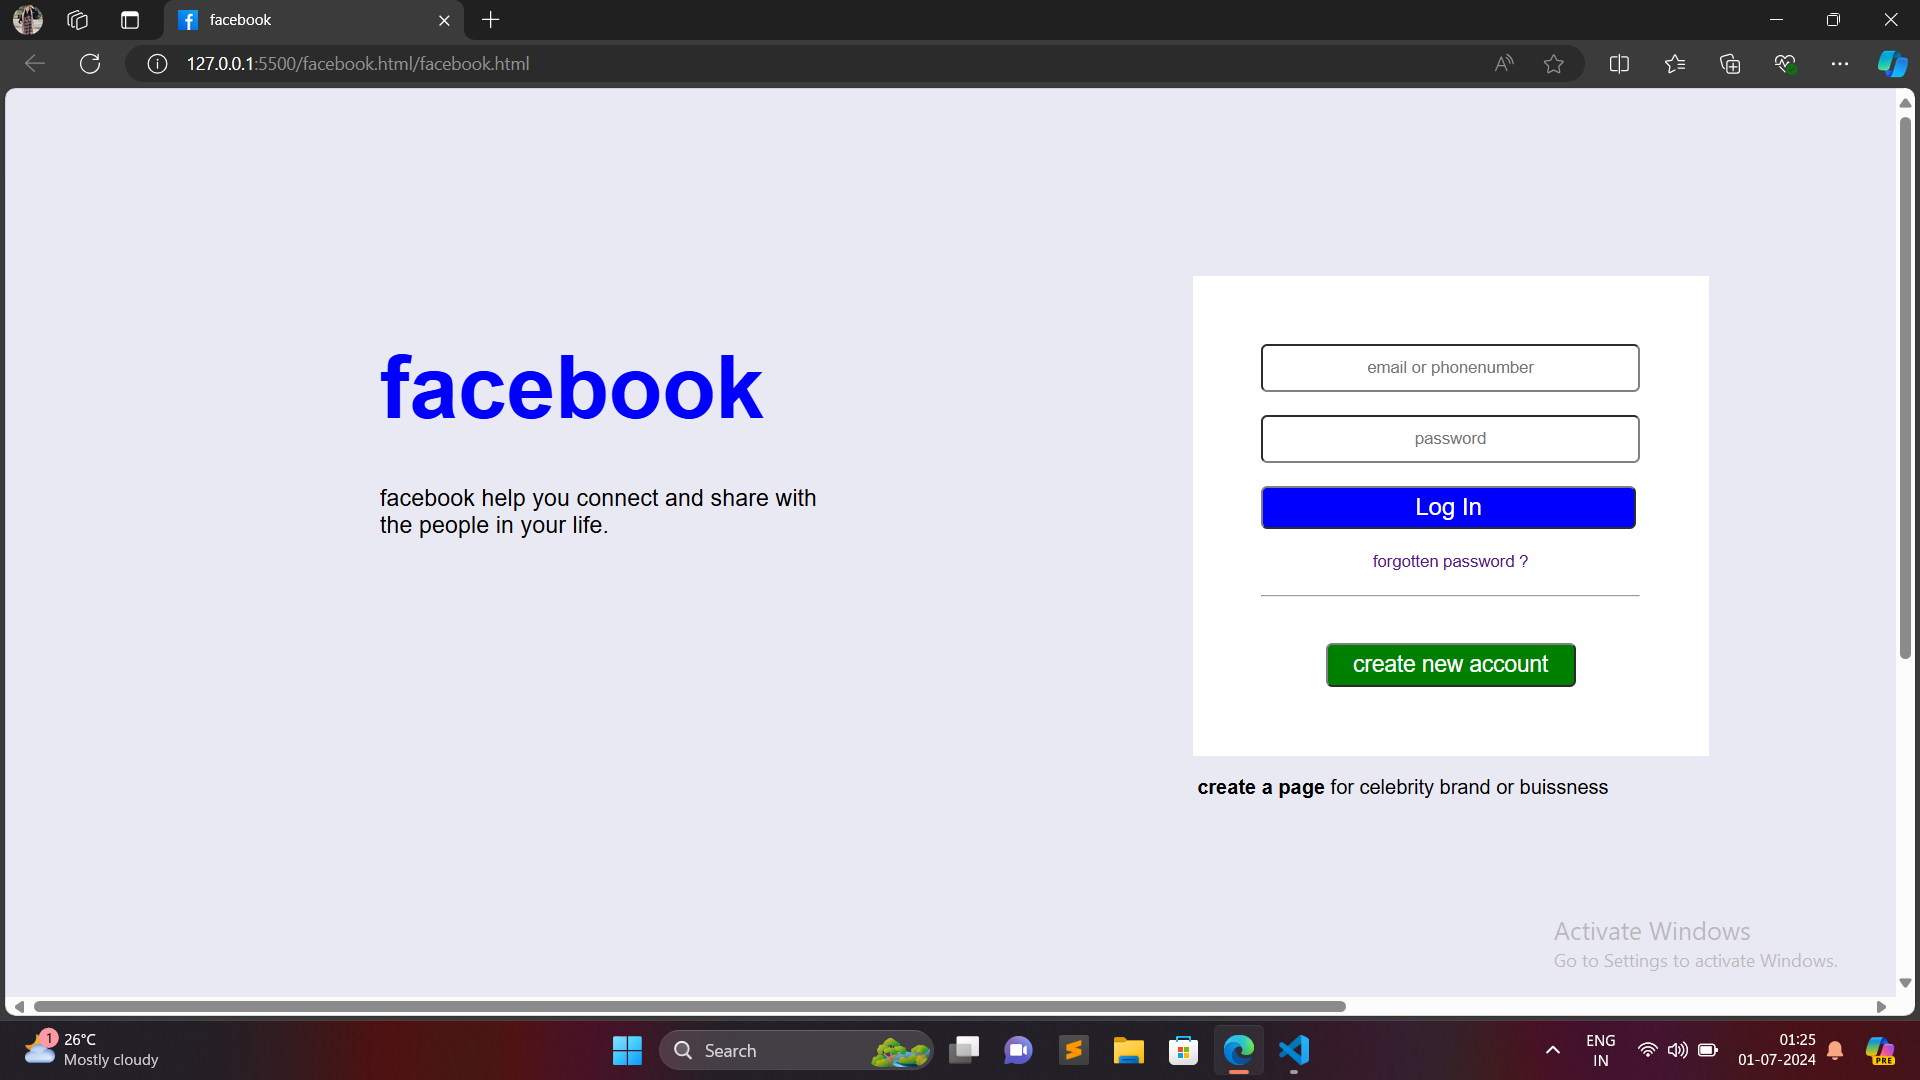 facebook
127.0.0.1:5500/facebook.html/facebook.html
facebook
facebook help you connect and share with
the people in your life.
email or phonenumber
password
Log In
forgotten password ?
create new account
create a page for celebrity brand or buissness
Activate Windows
Go to Settings to activate Windows.
1
26°C
Mostly cloudy
Search
ENG
IN
01:25
01-07-2024
PRE